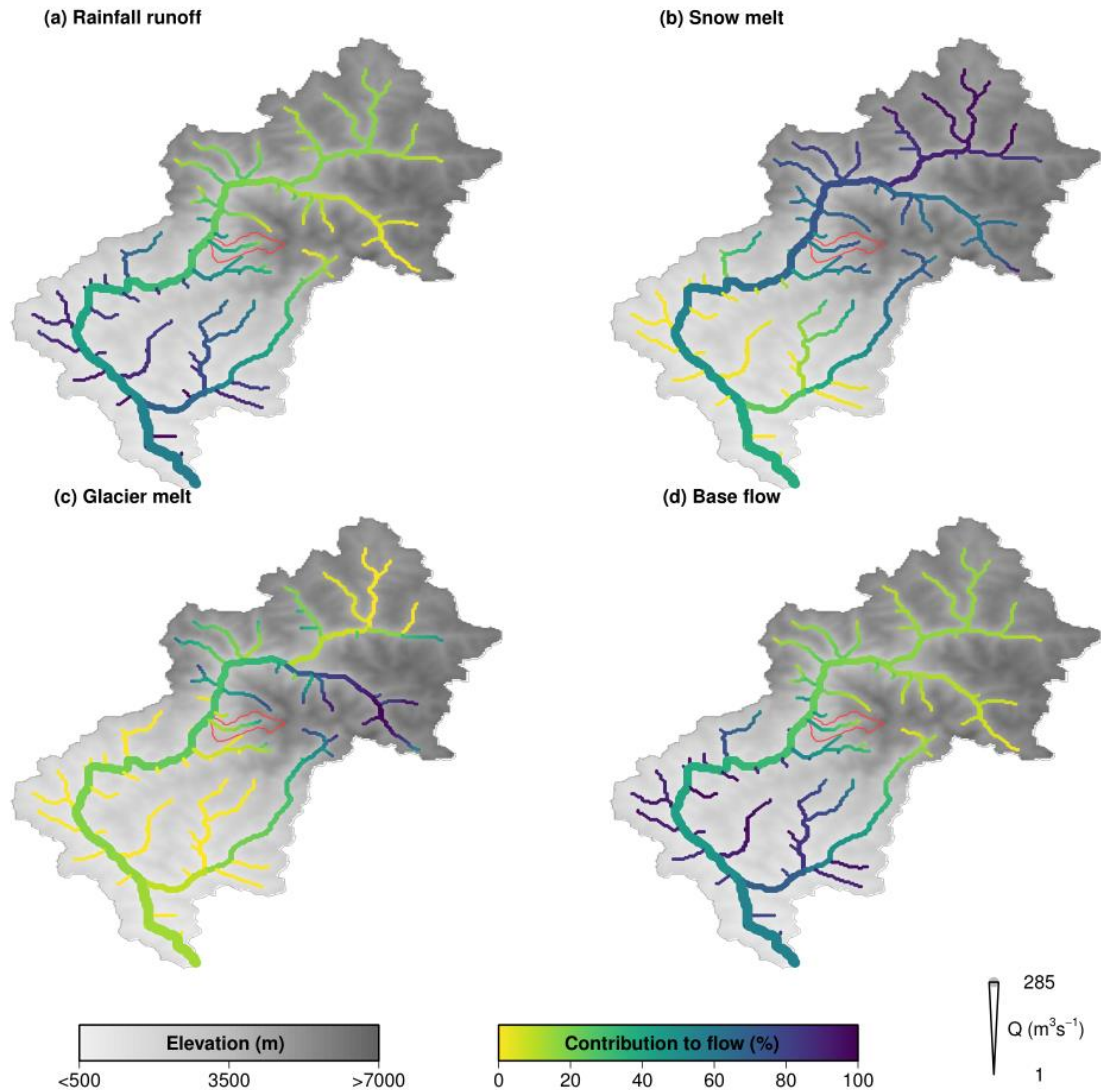 (a) Rainfall runoff
(b) Snow melt
(c) Glacier melt
(d) Base flow
285
Q (m³s⁻¹)
1
Elevation (m)
<500 3500 >7000
Contribution to flow (%)
0 20 40 60 80 100